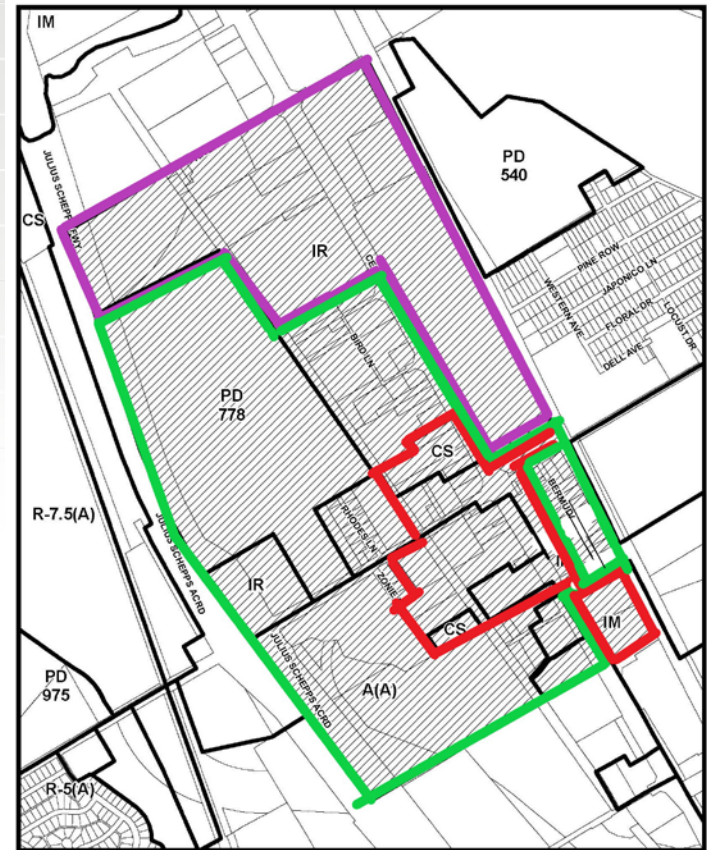 IM
CS
JULIUS SCHEPPS FWY
PD
540
IR
PINE ROW
JAPONICO LN
WESTERN AVE
FLORAL DR
LOCUST DR
DELL AVE
BIRD LN
PD
778
CS
R-7.5(A)
RHODES LN
BERMUDA
JULIUS SCHEPPS ACRD
IR
CS
IM
PD
975
JULIUS SCHEPPS ACRD
A(A)
R-5(A)